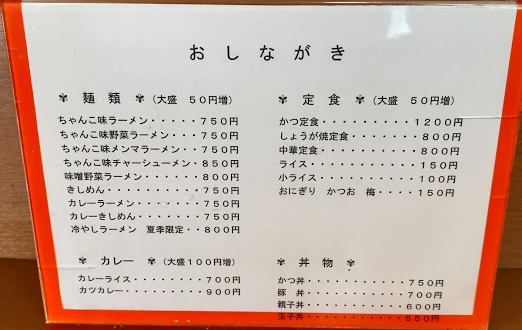 おしながき
✾ 麺類 ✾ (大盛 50円増)
ちゃんこ味ラーメン・・・・・750円
ちゃんこ味野菜ラーメン・・・750円
ちゃんこ味メンマラーメン・・750円
ちゃんこ味チャーシューメン・・850円
味噌野菜ラーメン・・・・・・800円
きしめん・・・・・・・・・・750円
カレーラーメン・・・・・・・750円
カレーきしめん・・・・・・・750円
冷やしラーメン 夏季限定・・800円
✾ カレー ✾ (大盛100円増)
カレーライス・・・・・・・・700円
カツカレー・・・・・・・・・900円
✾ 定食 ✾ (大盛 50円増)
かつ定食・・・・・・・・・1200円
しょうが焼定食・・・・・・・800円
中華定食・・・・・・・・・・800円
ライス・・・・・・・・・・・150円
小ライス・・・・・・・・・・100円
おにぎり かつお 梅・・・・150円
✾ 丼物 ✾
かつ丼・・・・・・・・・・750円
豚丼・・・・・・・・・・・700円
親子丼・・・・・・・・・・600円
玉子丼・・・・・・・・・・550円